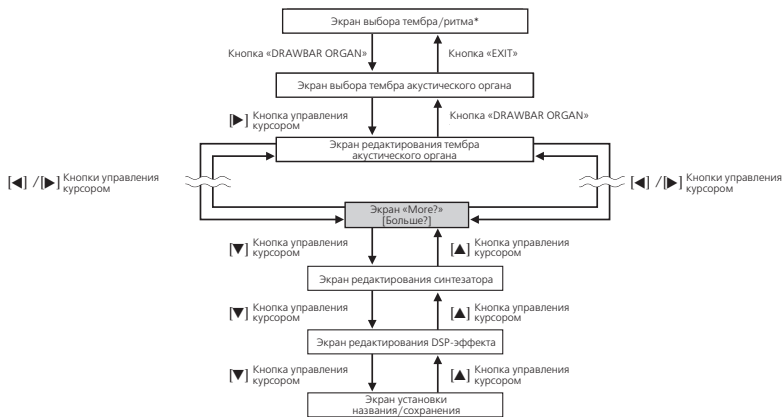 Экран выбора тембра/ритма*
Кнопка «DRAWBAR ORGAN»
Кнопка «EXIT»
Экран выбора тембра акустического органа
[▶] Кнопка управления
курсором
Кнопка «DRAWBAR ORGAN»
Экран редактирования тембра
акустического органа
[◀] /[▶] Кнопки управления
курсором
[◀] /[▶] Кнопки управления
курсором
Экран «More?»
[Больше?]
[▼] Кнопка управления
курсором
[▲] Кнопка управления
курсором
Экран редактирования синтезатора
[▼] Кнопка управления
курсором
[▲] Кнопка управления
курсором
Экран редактирования DSP-эффекта
[▼] Кнопка управления
курсором
[▲] Кнопка управления
курсором
Экран установки
названия/сохранения